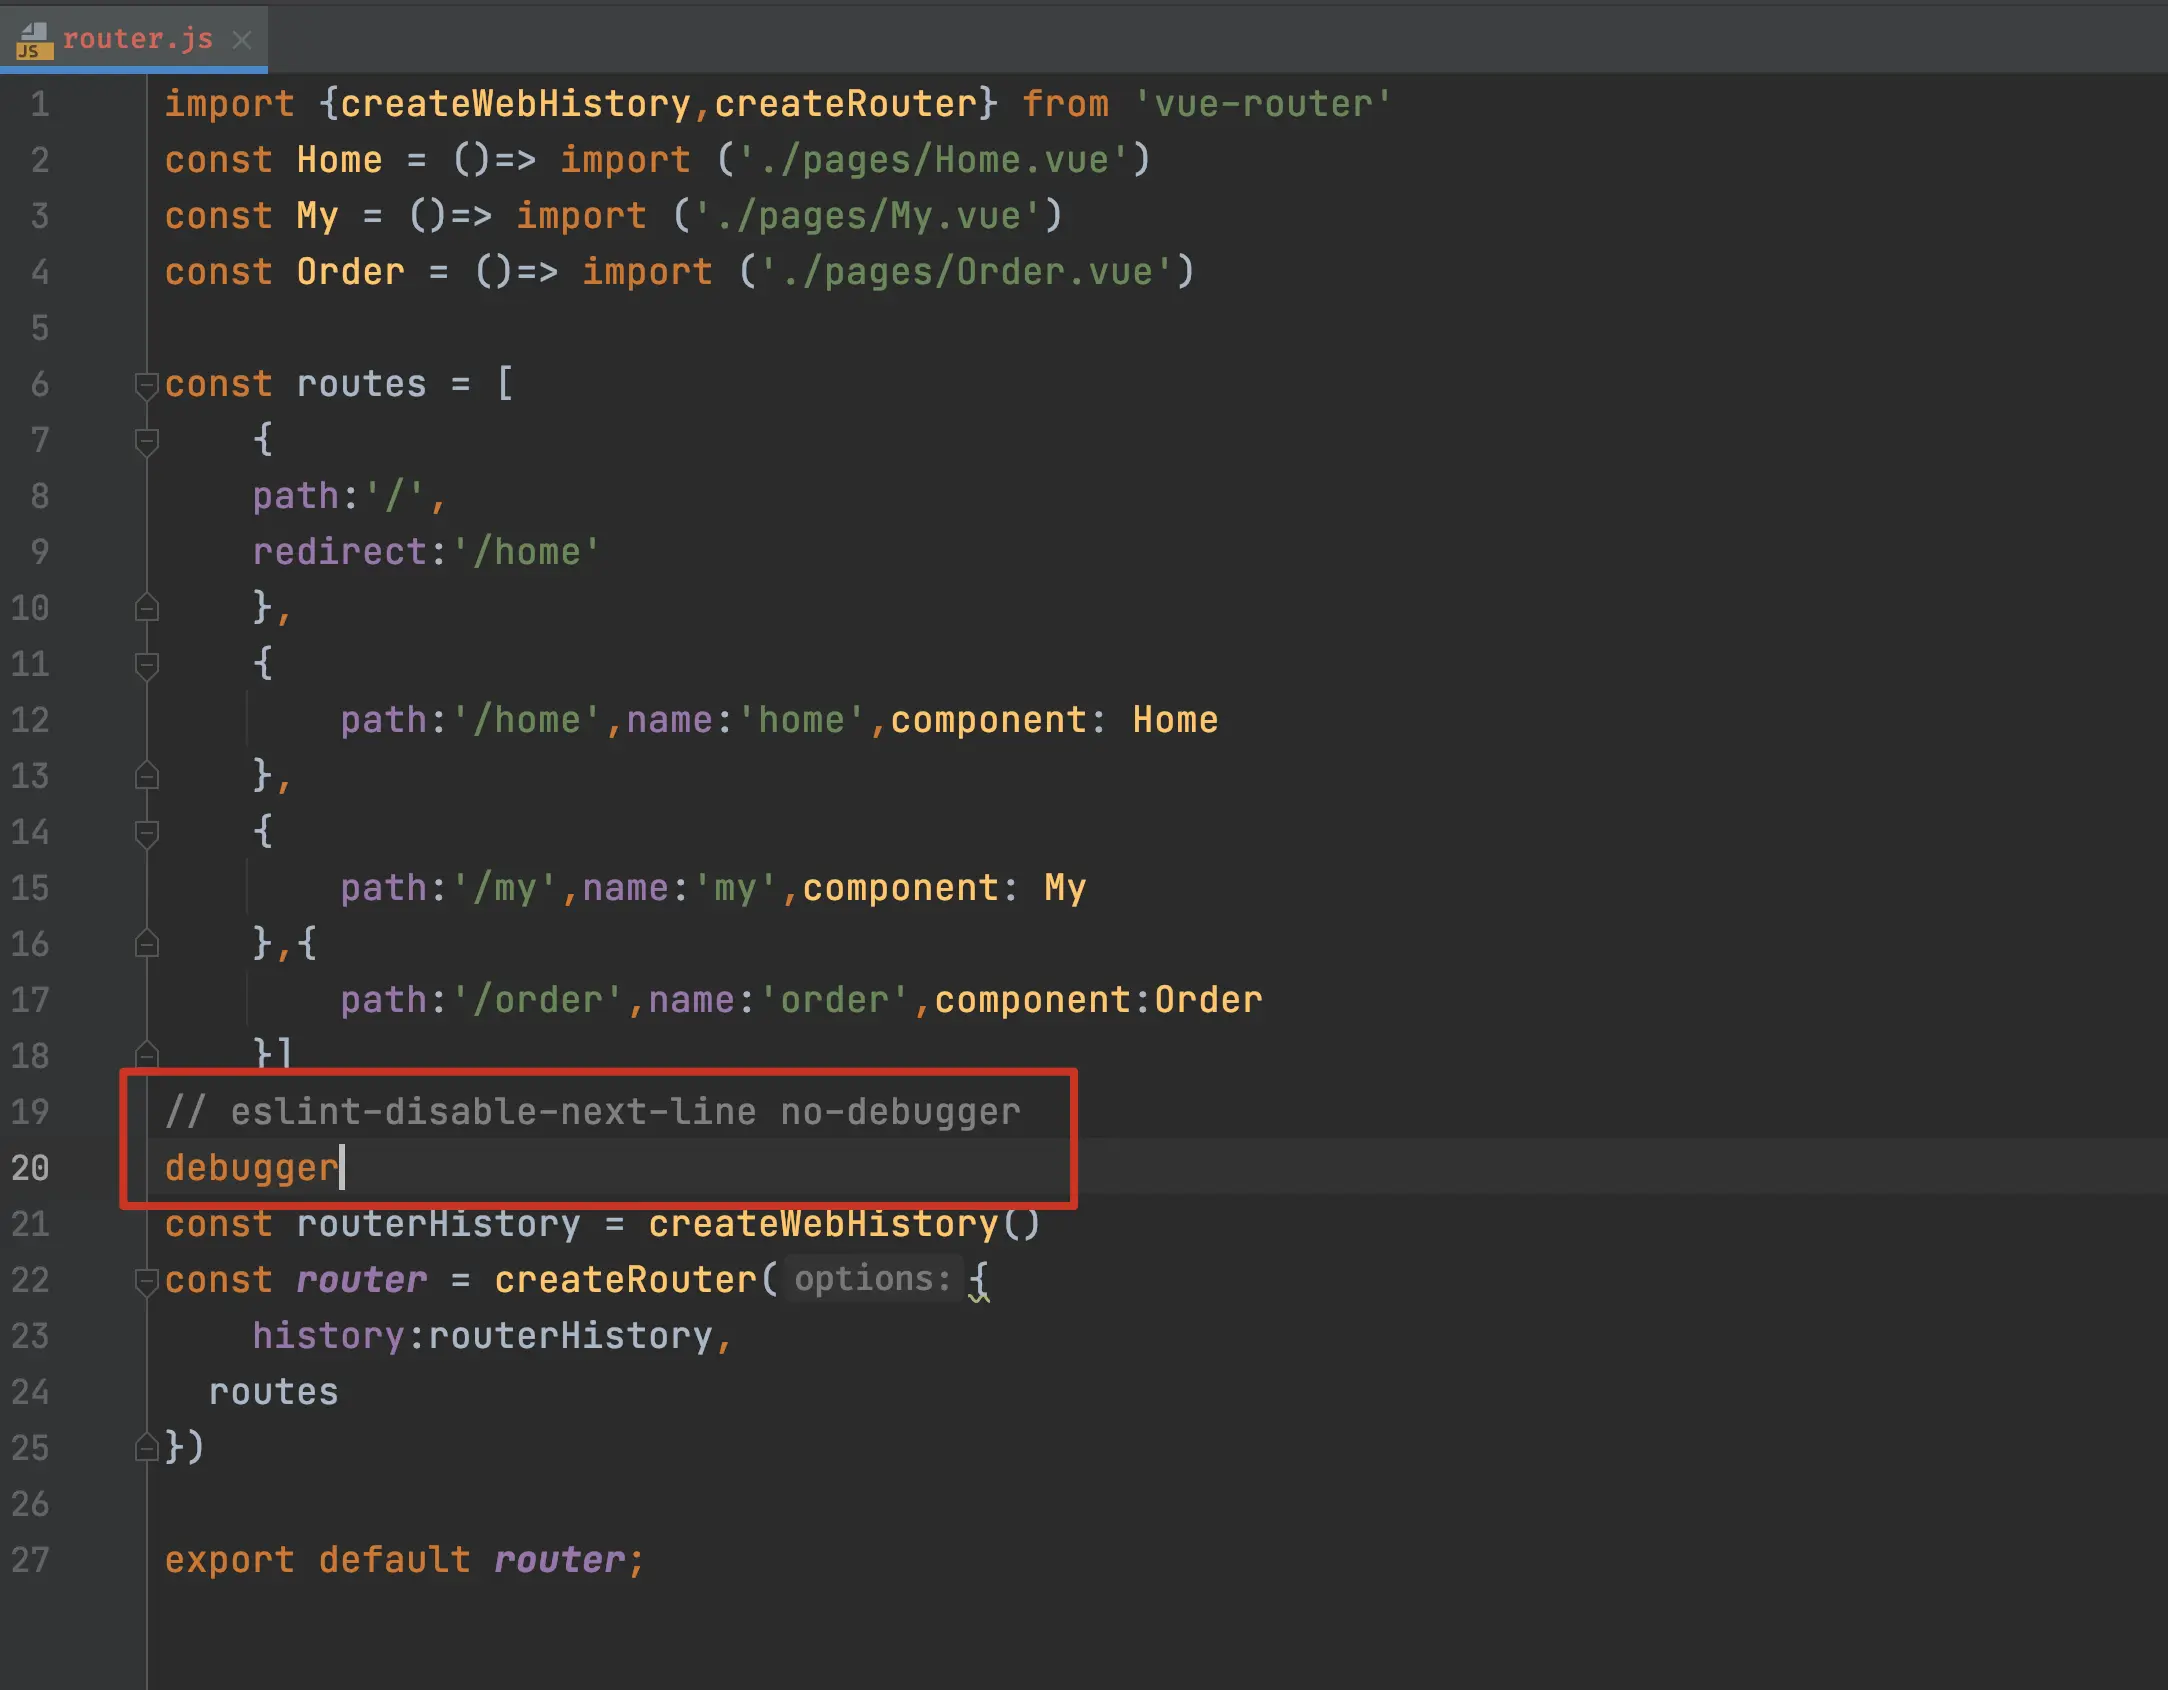 JS router.js
1 import {createWebHistory,createRouter} from 'vue-router'
2 const Home = ()=> import ('./pages/Home.vue')
3 const My = ()=> import ('./pages/My.vue')
4 const Order = ()=> import ('./pages/Order.vue')
5
6 const routes = [
7 {
8 path:'/',
9 redirect:'/home'
10 },
11 {
12 path:'/home',name:'home',component: Home
13 },
14 {
15 path:'/my',name:'my',component: My
16 },{
17 path:'/order',name:'order',component:Order
18 }]
19 // eslint-disable-next-line no-debugger
20 debugger
21 const routerHistory = createWebHistory()
22 const router = createRouter( options: {
23 history:routerHistory,
24 routes
25 })
26
27 export default router;